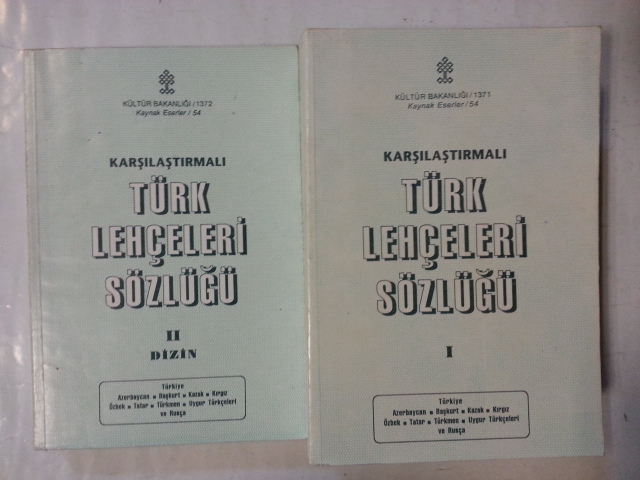 KÜLTÜR BAKANLIĞI/1372
Kaynak Eserler/54
KARŞILAŞTIRMALI
TÜRK
LEHÇELERİ
SÖZLÜĞÜ
II
DİZİN
Türkiye
Azerbaycan ▪ Başkurt ▪ Kazak ▪ Kırgız
Özbek ▪ Tatar ▪ Türkmen ▪ Uygur Türkçeleri
ve Rusça
KÜLTÜR BAKANLIĞI/1371
Kaynak Eserler/54
KARŞILAŞTIRMALI
TÜRK
LEHÇELERİ
SÖZLÜĞÜ
I
Türkiye
Azerbaycan ▪ Başkurt ▪ Kazak ▪ Kırgız
Özbek ▪ Tatar ▪ Türkmen ▪ Uygur Türkçeleri
ve Rusça